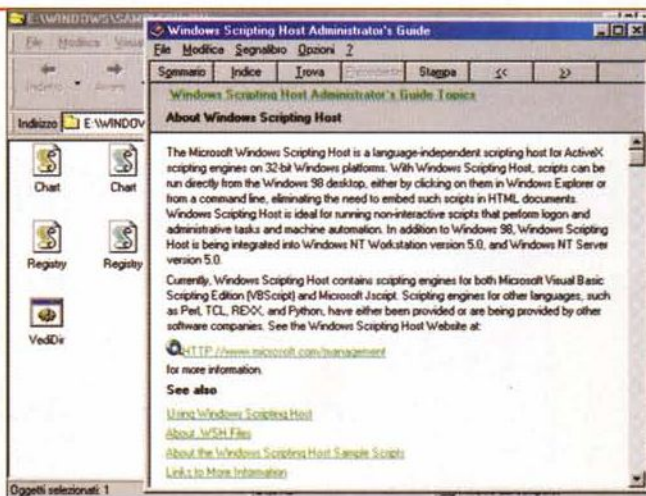 E:\WINDOWS\SAM
File Modifica Visua
Indietro Avanti
Indirizzo E:\WINDOW
Chart Chart
Registry Registry
VediDir
Oggetti selezionati: 1
Windows Scripting Host Administrator's Guide
File Modifica Segnalibro Opzioni ?
Sommario Indice Trova Precedente Stampa << >>
Windows Scripting Host Administrator's Guide Topics
About Windows Scripting Host
The Microsoft Windows Scripting Host is a language-independent scripting host for ActiveX
scripting engines on 32-bit Windows platforms. With Windows Scripting Host, scripts can be
run directly from the Windows 98 desktop, either by clicking on them in Windows Explorer or
from a command line, eliminating the need to embed such scripts in HTML documents.
Windows Scripting Host is ideal for running non-interactive scripts that perform logon and
administrative tasks and machine automation. In addition to Windows 98, Windows Scripting
Host is being integrated into Windows NT Workstation version 5.0, and Windows NT Server
version 5.0.
Currently, Windows Scripting Host contains scripting engines for both Microsoft Visual Basic
Scripting Edition (VBScript) and Microsoft Jscript. Scripting engines for other languages, such
as Perl, TCL, REXX, and Python, have either been provided or are being provided by other
software companies. See the Windows Scripting Host Website at:
HTTP://www.microsoft.com/management
for more information.
See also
Using Windows Scripting Host
About .WSH Files
About the Windows Scripting Host Sample Scripts
Links to More Information